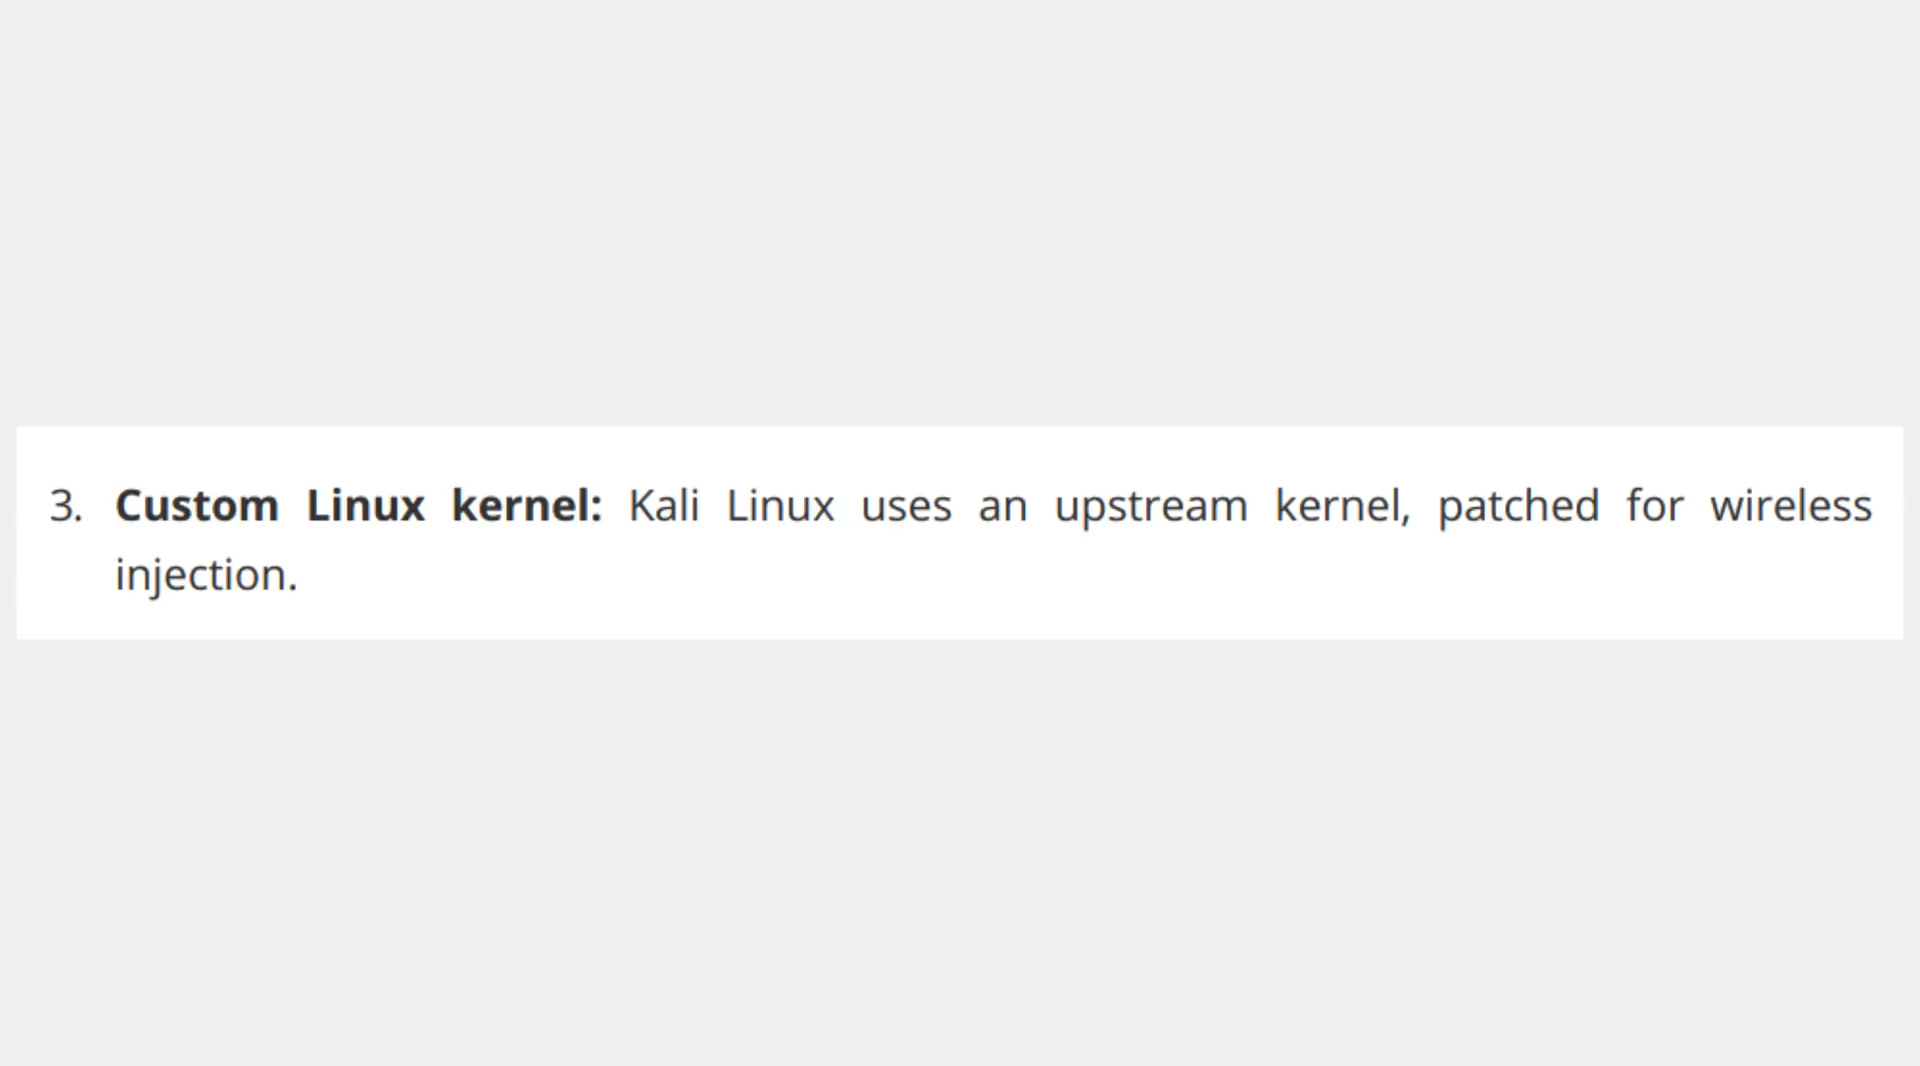 3. Custom Linux kernel: Kali Linux uses an upstream kernel, patched for wireless
injection.